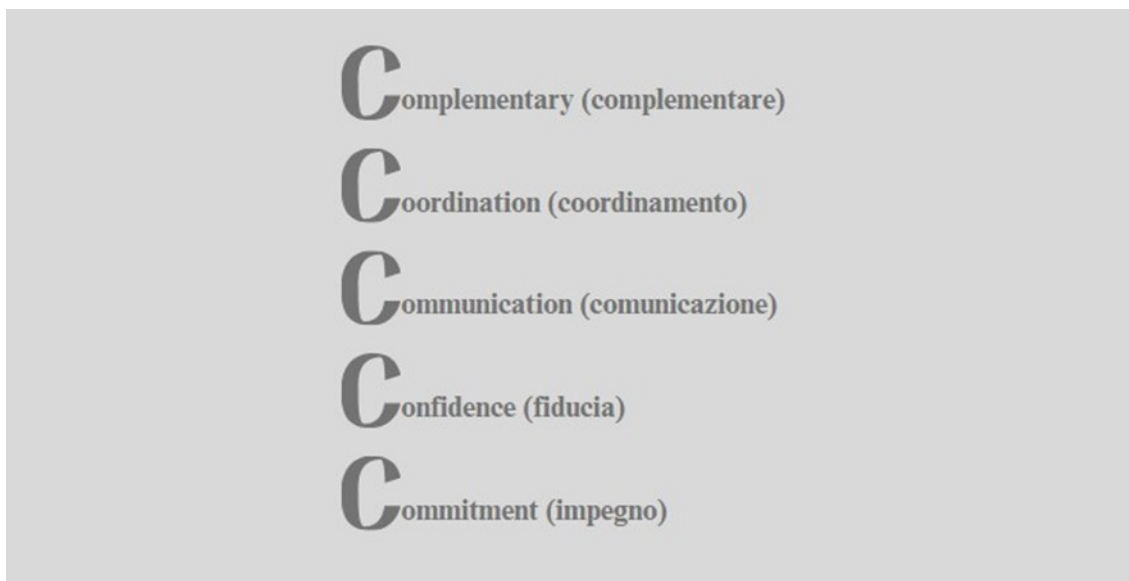 Complementary (complementare)
Coordination (coordinamento)
Communication (comunicazione)
Confidence (fiducia)
Commitment (impegno)